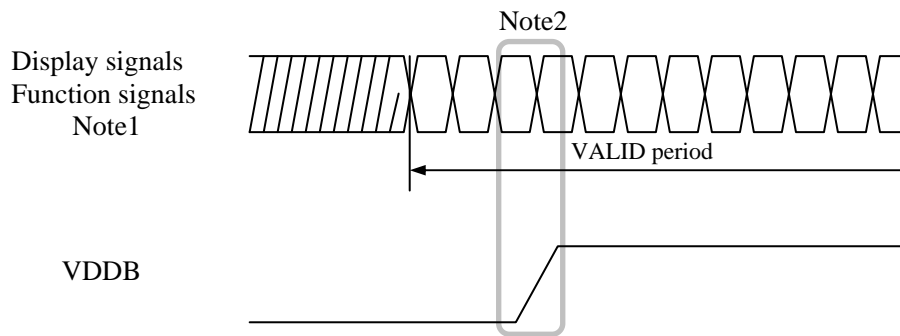 Note2
Display signals
Function signals
Note1
VALID period
VDDB